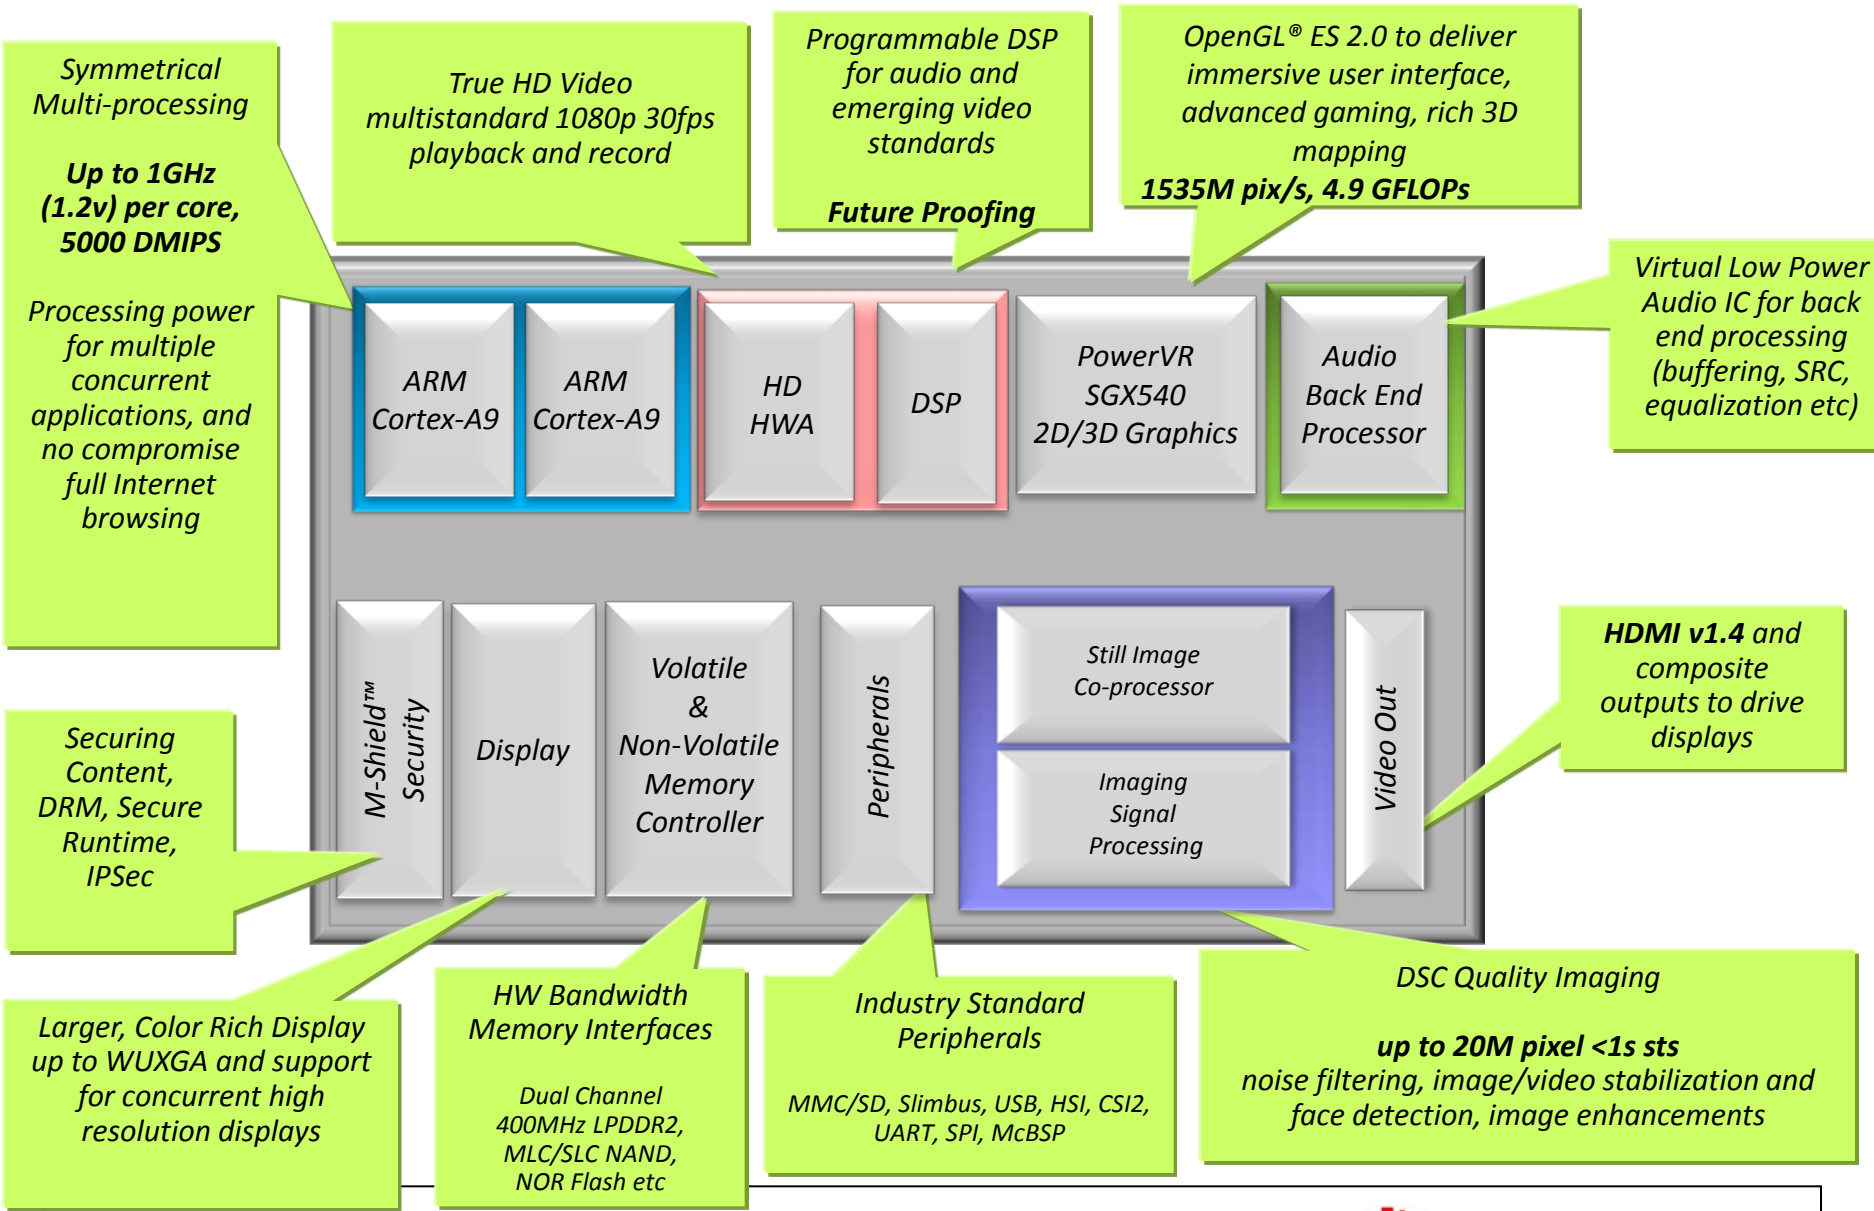 Symmetrical
Multi-processing
Up to 1GHz
(1.2v) per core,
5000 DMIPS
Processing power
for multiple
concurrent
applications, and
no compromise
full Internet
browsing
True HD Video
multistandard 1080p 30fps
playback and record
Programmable DSP
for audio and
emerging video
standards
Future Proofing
OpenGL® ES 2.0 to deliver
immersive user interface,
advanced gaming, rich 3D
mapping
1535M pix/s, 4.9 GFLOPs
Virtual Low Power
Audio IC for back
end processing
(buffering, SRC,
equalization etc)
ARM
Cortex-A9
ARM
Cortex-A9
HD
HWA
DSP
PowerVR
SGX540
2D/3D Graphics
Audio
Back End
Processor
M-Shield™
Security
Display
Volatile
&
Non-Volatile
Memory
Controller
Peripherals
Still Image
Co-processor
Imaging
Signal
Processing
Video Out
HDMI v1.4 and
composite
outputs to drive
displays
Securing
Content,
DRM, Secure
Runtime,
IPSec
Larger, Color Rich Display
up to WUXGA and support
for concurrent high
resolution displays
HW Bandwidth
Memory Interfaces
Dual Channel
400MHz LPDDR2,
MLC/SLC NAND,
NOR Flash etc
Industry Standard
Peripherals
MMC/SD, Slimbus, USB, HSI, CSI2,
UART, SPI, McBSP
DSC Quality Imaging
up to 20M pixel <1s sts
noise filtering, image/video stabilization and
face detection, image enhancements